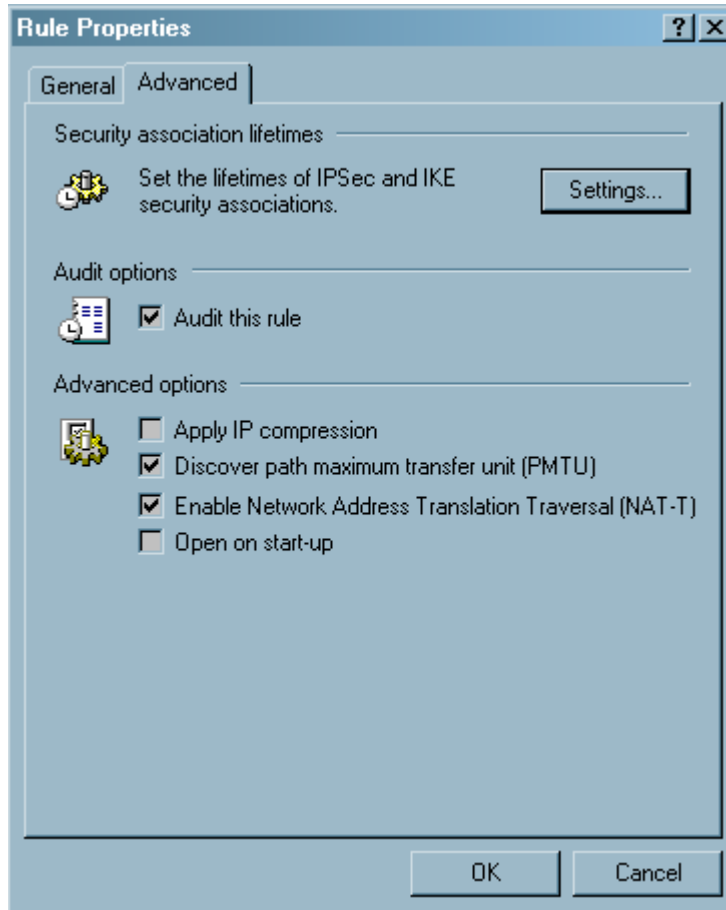 Rule Properties
General Advanced
Security association lifetimes
Set the lifetimes of IPSec and IKE
security associations.
Settings...
Audit options
Audit this rule
Advanced options
Apply IP compression
Discover path maximum transfer unit (PMTU)
Enable Network Address Translation Traversal (NAT-T)
Open on start-up
OK Cancel